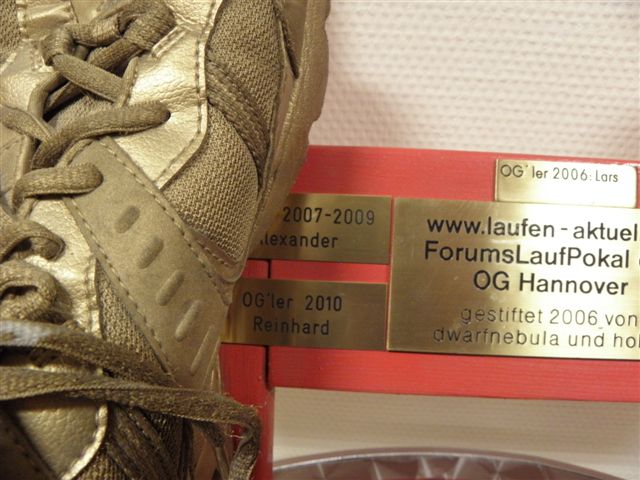 OG'ler 2006: Lars
2007-2009
lexander
OG'ler 2010
Reinhard
www.laufen-aktuel
ForumsLaufPokal
OG Hannover
gestiftet 2006 von
dwarfnebula und